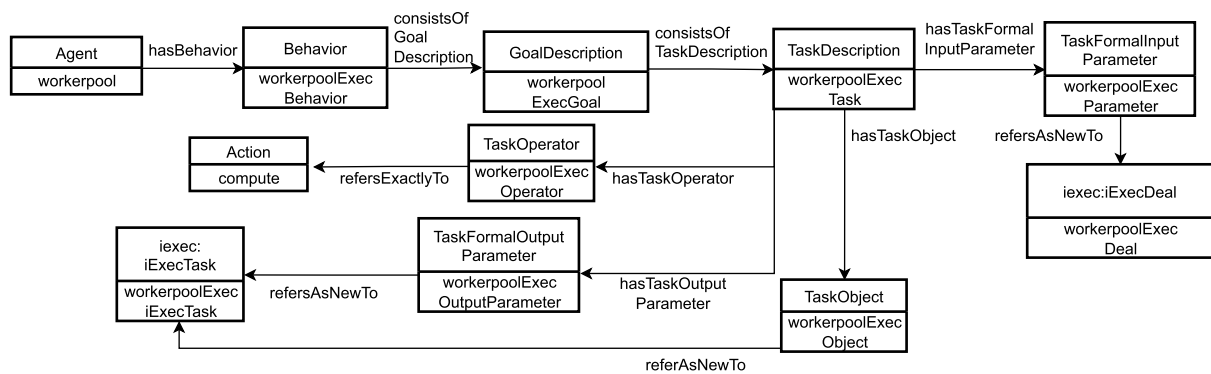 Agent
workerpool
hasBehavior
Behavior
workerpoolExec
Behavior
consistsOf
Goal
Description
GoalDescription
workerpool
ExecGoal
consistsOf
TaskDescription
TaskDescription
workerpoolExec
Task
hasTaskFormal
InputParameter
TaskFormalInput
Parameter
workerpoolExec
Parameter
refersAsNewTo
iexec:iExecDeal
workerpoolExec
Deal
hasTaskObject
hasTaskOperator
TaskOperator
workerpoolExec
Operator
refersExactlyTo
Action
compute
hasTaskOutput
Parameter
TaskFormalOutput
Parameter
workerpoolExec
OutputParameter
refersAsNewTo
iexec:
iExecTask
workerpoolExec
iExecTask
TaskObject
workerpoolExec
Object
referAsNewTo